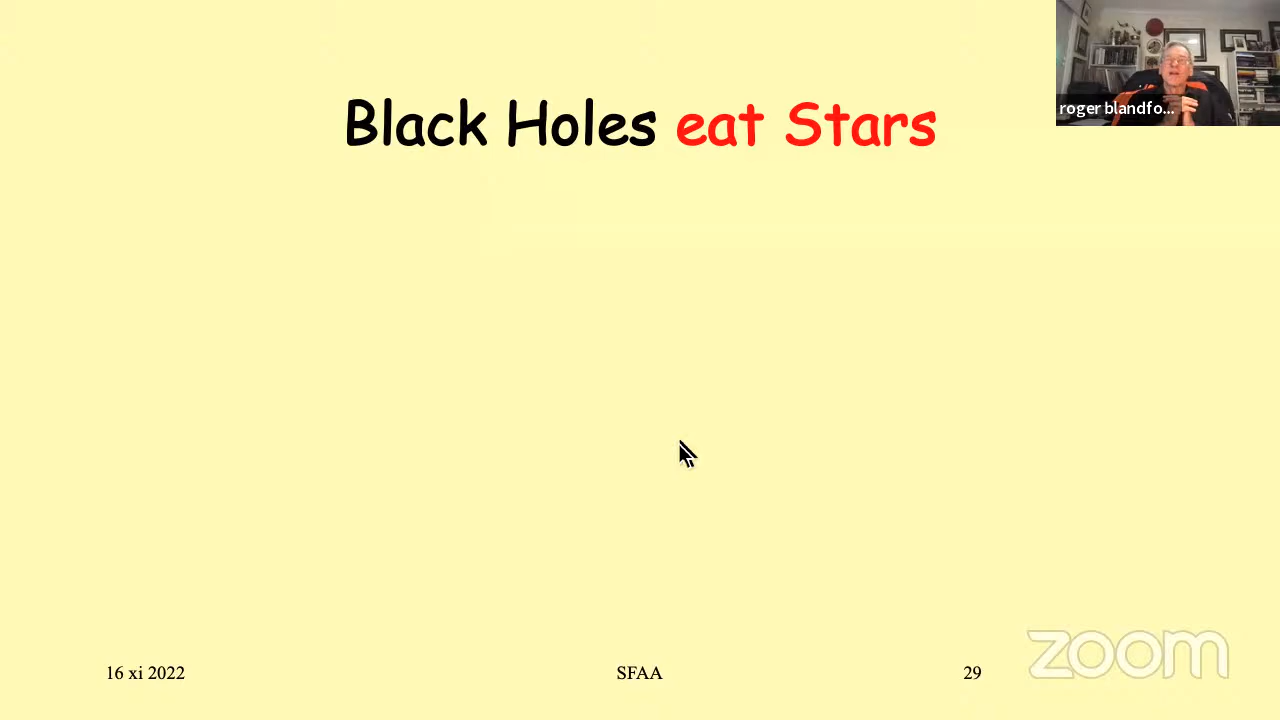 roger blandfo...
Black Holes eat Stars
16 xi 2022
SFAA
29
zoom